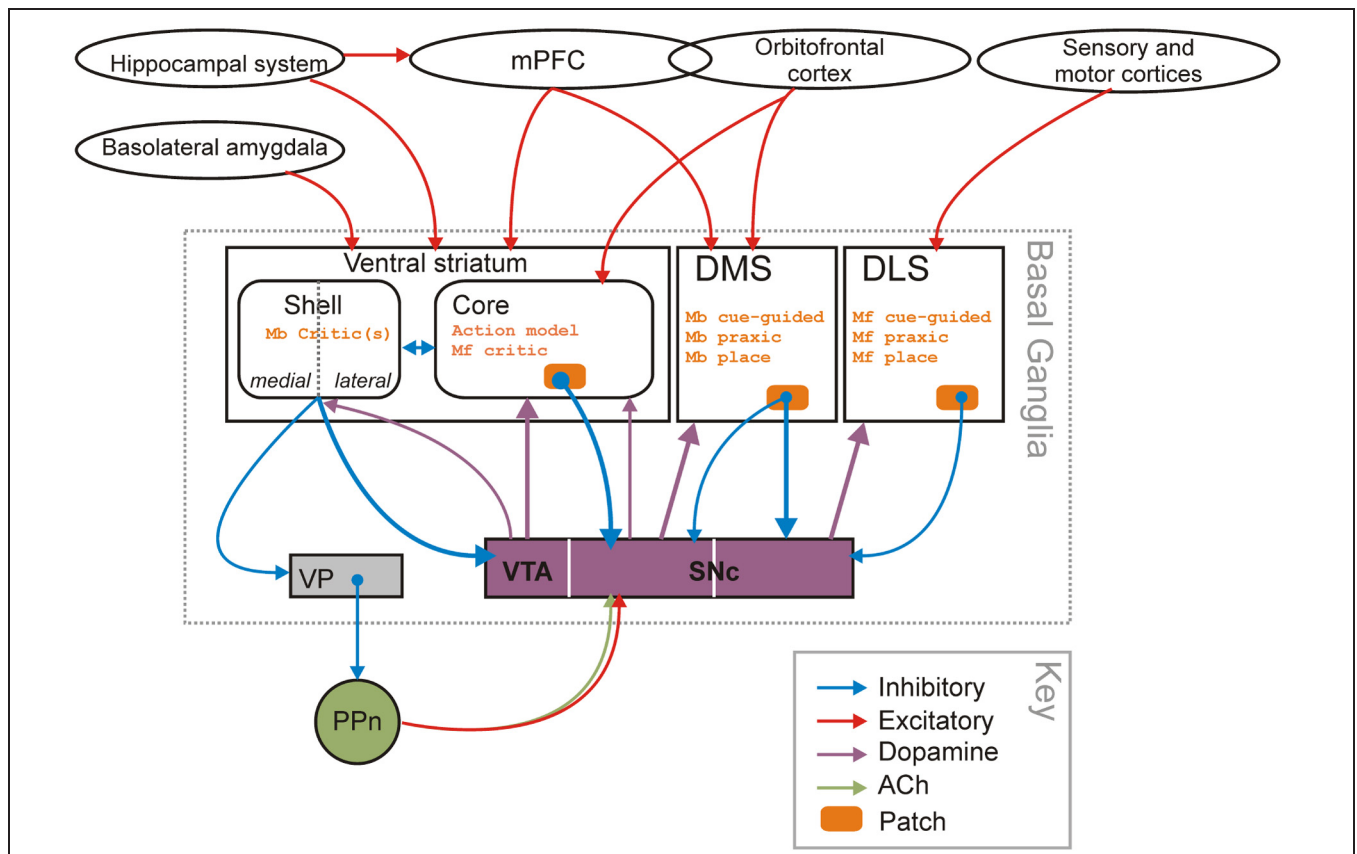 Hippocampal system
mPFC
Orbitofrontal
cortex
Sensory and
motor cortices
Basolateral amygdala
Basal Ganglia
Ventral striatum
Shell
Mb Critic(s)
medial
lateral
Core
Action model
Mf critic
DMS
Mb cue-guided
Mb praxic
Mb place
DLS
Mf cue-guided
Mf praxic
Mf place
VP
VTA
SNc
PPn
Key
Inhibitory
Excitatory
Dopamine
ACh
Patch